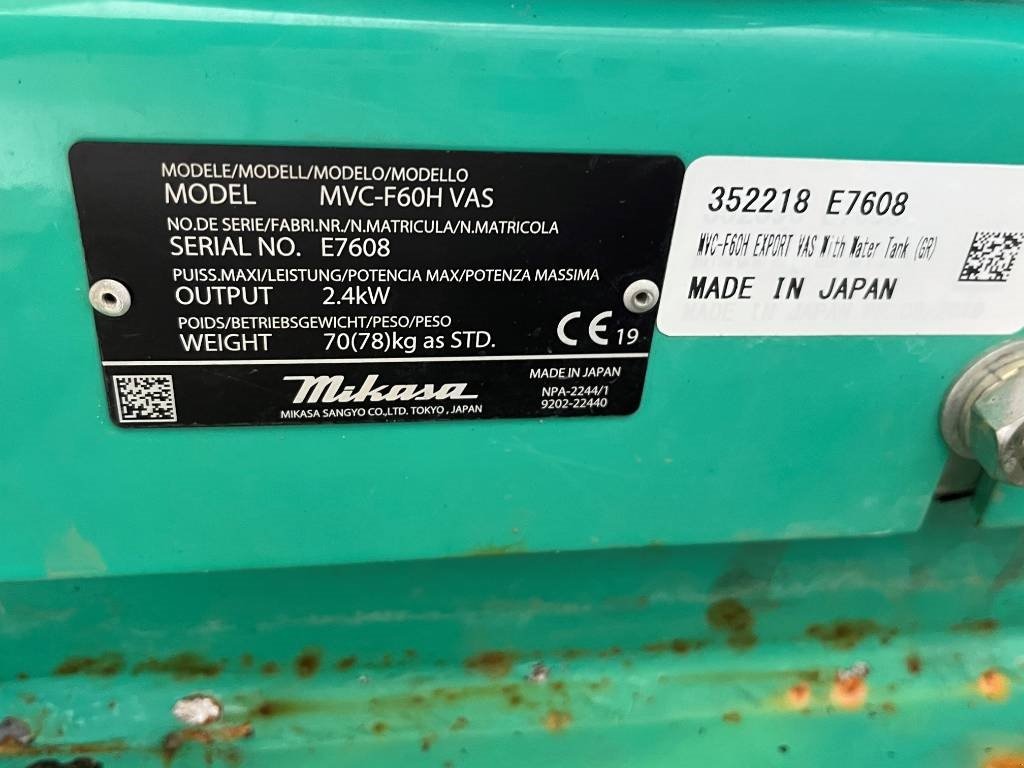 MODELE/MODELL/MODELO/MODELLO
MODEL MVC-F60H VAS
NO.DE SERIE/FABRI.NR./N.MATRICULA/N.MATRICOLA
SERIAL NO. E7608
PUISS.MAXI/LEISTUNG/POTENCIA MAX/POTENZA MASSIMA
OUTPUT 2.4kW
POIDS/BETRIEBSGEWICHT/PESO/PESO
WEIGHT 70(78)kg as STD.
CE 19
Mikasa
MIKASA SANGYO CO.,LTD. TOKYO, JAPAN
MADE IN JAPAN
NPA-2244/1
9202-22440
352218 E7608
MVC-F60H EXPORT VAS With Water Tank (GR)
MADE IN JAPAN